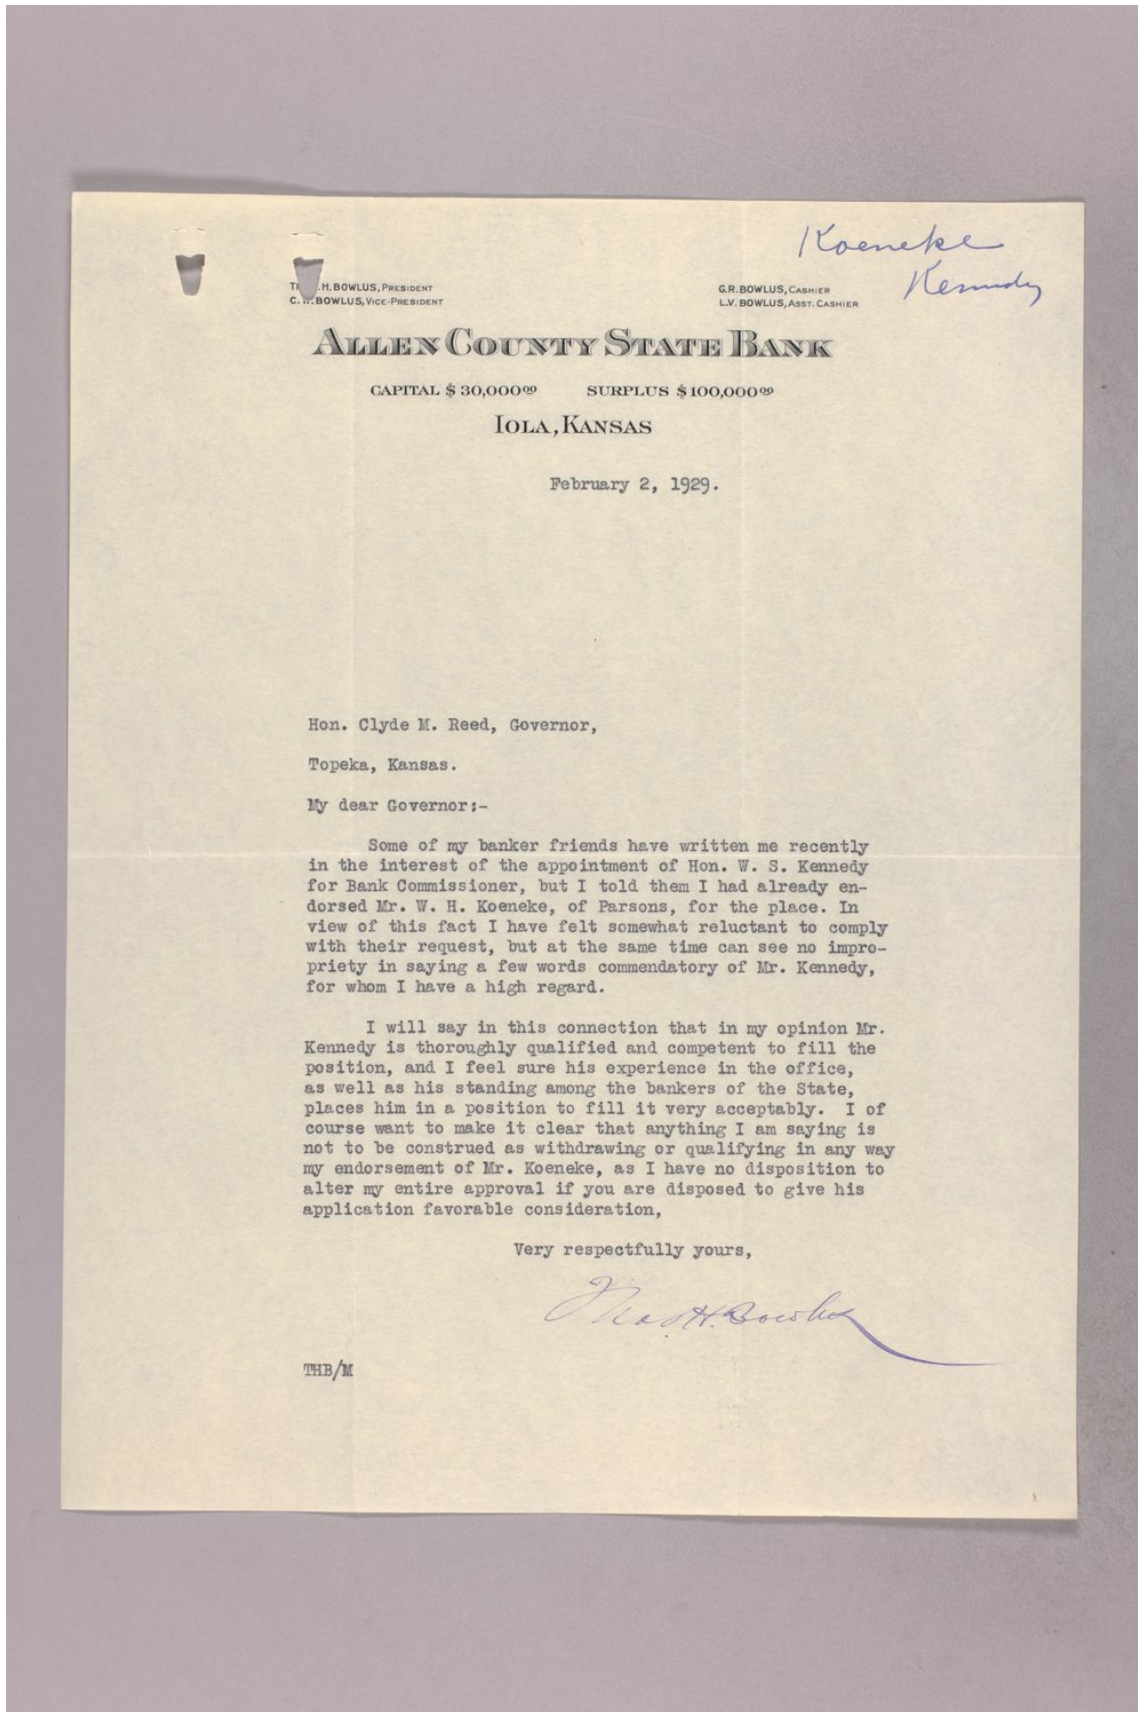 Koeneke
Kennedy
H. BOWLUS, PRESIDENT
C. BOWLUS, VICE-PRESIDENT
G.R. BOWLUS, CASHIER
L.V. BOWLUS, ASST. CASHIER
ALLEN COUNTY STATE BANK
CAPITAL $ 30,000.00 SURPLUS $100,000.00
IOLA, KANSAS
February 2, 1929.
Hon. Clyde M. Reed, Governor,
Topeka, Kansas.
My dear Governor:-
Some of my banker friends have written me recently
in the interest of the appointment of Hon. W. S. Kennedy
for Bank Commissioner, but I told them I had already en-
dorsed Mr. W. H. Koeneke, of Parsons, for the place. In
view of this fact I have felt somewhat reluctant to comply
with their request, but at the same time can see no impro-
priety in saying a few words commendatory of Mr. Kennedy,
for whom I have a high regard.
I will say in this connection that in my opinion Mr.
Kennedy is thoroughly qualified and competent to fill the
position, and I feel sure his experience in the office,
as well as his standing among the bankers of the State,
places him in a position to fill it very acceptably. I of
course want to make it clear that anything I am saying is
not to be construed as withdrawing or qualifying in any way
my endorsement of Mr. Koeneke, as I have no disposition to
alter my entire approval if you are disposed to give his
application favorable consideration,
Very respectfully yours,
Thos. H. Bowlus
THB/M